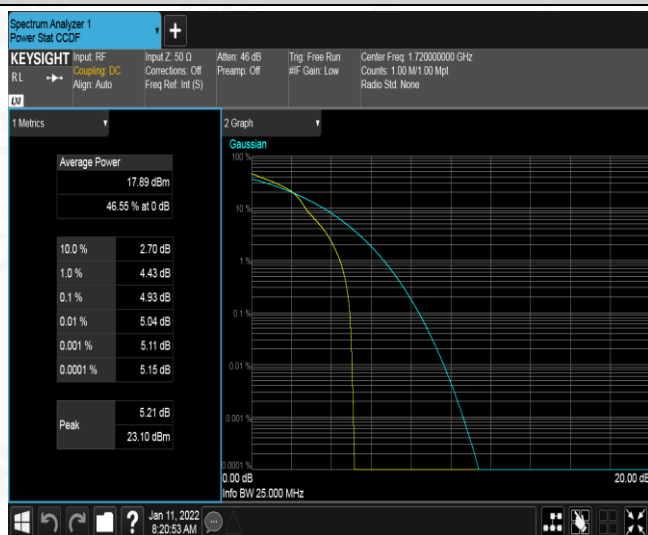 Spectrum Analyzer 1
Power Stat CCDF
+
KEYSIGHT
RL
LXI
Input: RF
Coupling: DC
Align: Auto
Input Z: 50 Ω
Corrections: Off
Freq Ref: Int (S)
Atten: 46 dB
Preamp: Off
Trig: Free Run
#IF Gain: Low
Center Freq: 1.720000000 GHz
Counts: 1.00 M/1.00 Mpt
Radio Std: None
1 Metrics
Average Power
17.89 dBm
46.55 % at 0 dB
10.0 % 2.70 dB
1.0 % 4.43 dB
0.1 % 4.93 dB
0.01 % 5.04 dB
0.001 % 5.11 dB
0.0001 % 5.15 dB
Peak
5.21 dB
23.10 dBm
2 Graph
Gaussian
100 %
10 %
1 %
0.1 %
0.01 %
0.001 %
0.0001 %
0.00 dB 20.00 dB
Info BW 25.000 MHz
?
Jan 11, 2022
8:20:53 AM